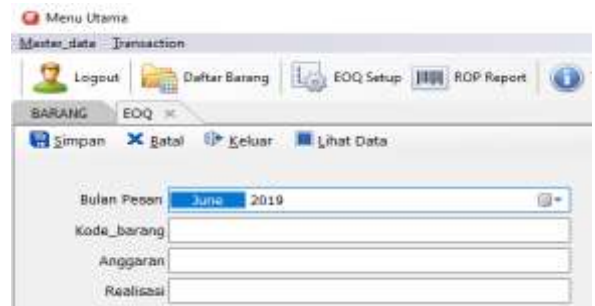 Menu Utama
Master_data Transaction
Logout Daftar Barang EOQ Setup ROP Report
BARANG EOQ
Simpan Batal Keluar Lihat Data
Bulan Pesan June 2019
Kode_barang
Anggaran
Realisasi